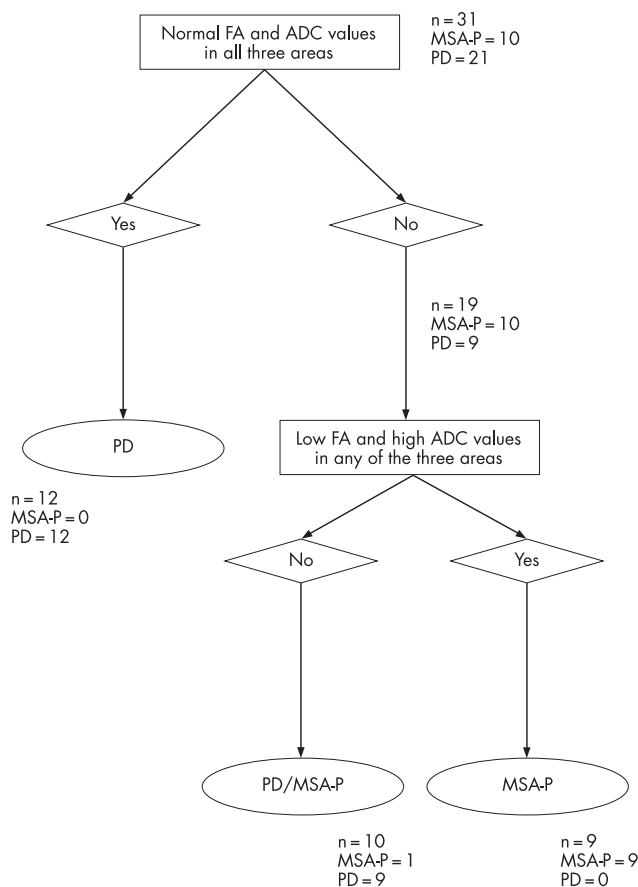 Normal FA and ADC values
in all three areas
n = 31
MSA-P = 10
PD = 21
Yes
No
n = 19
MSA-P = 10
PD = 9
PD
Low FA and high ADC values
in any of the three areas
n = 12
MSA-P = 0
PD = 12
No
Yes
PD/MSA-P
MSA-P
n = 10
MSA-P = 1
PD = 9
n = 9
MSA-P = 9
PD = 0